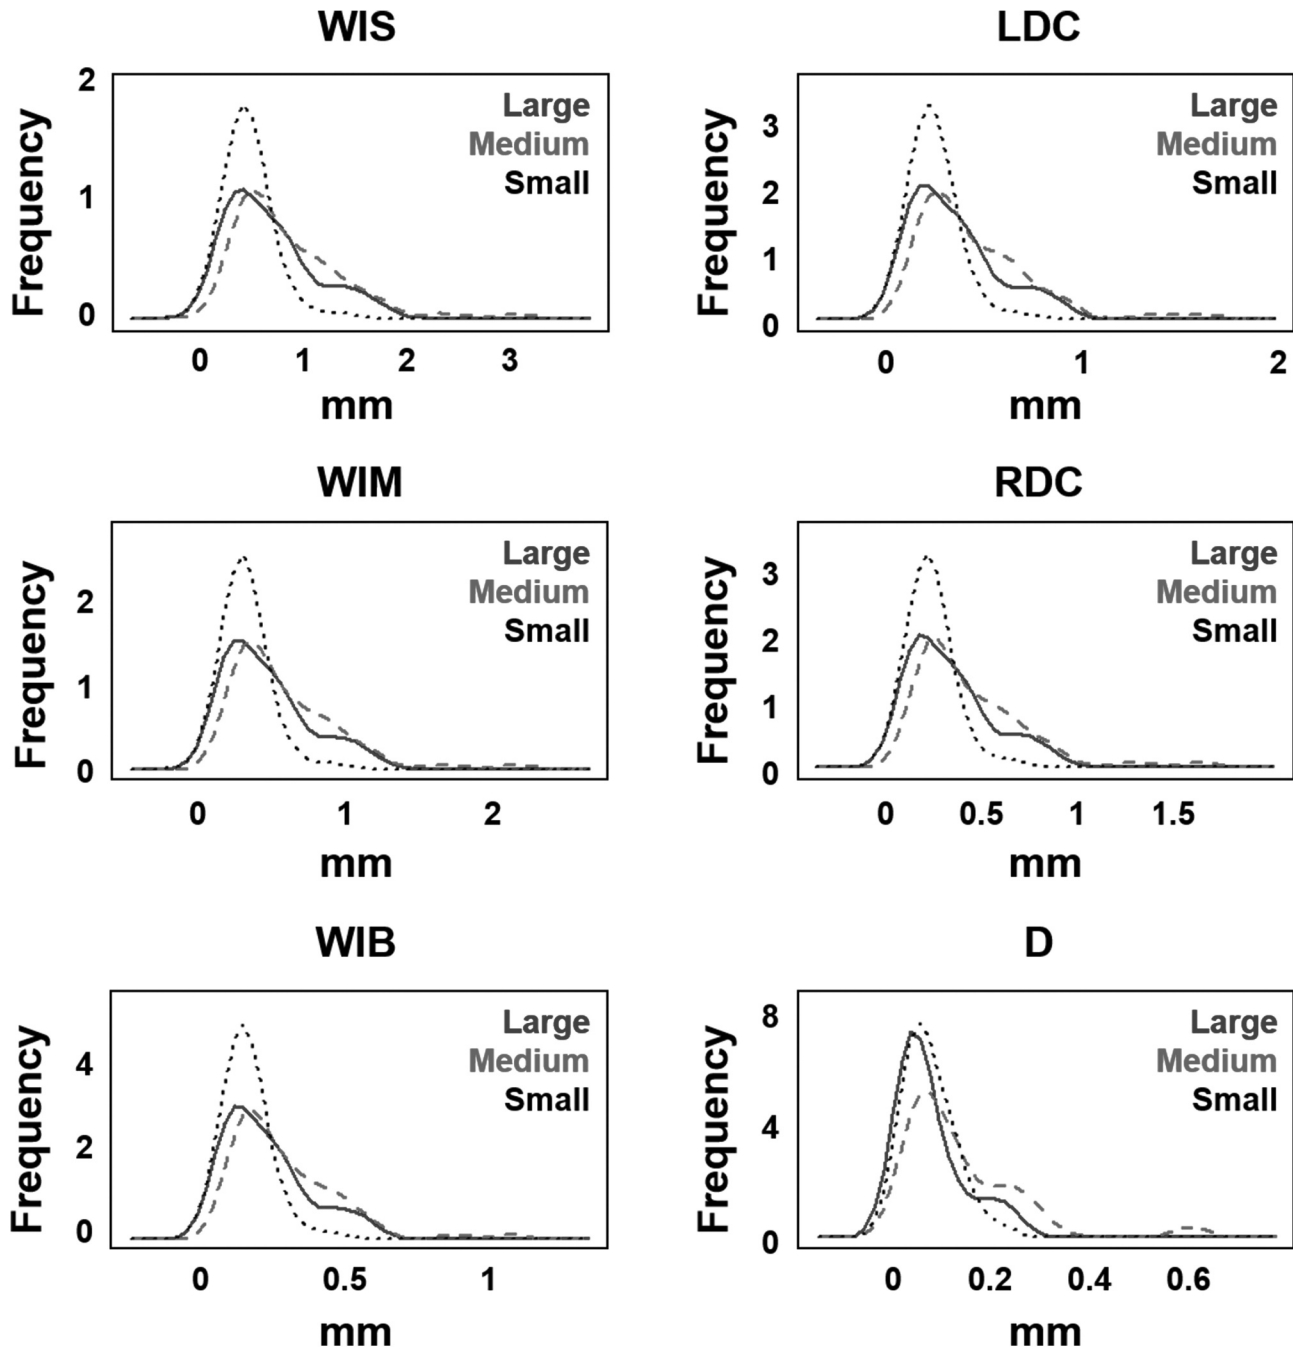 WIS
Frequency
2
1
0
Large
Medium
Small
0 1 2 3
mm
LDC
Frequency
3
2
1
0
Large
Medium
Small
0 1 2
mm
WIM
Frequency
2
1
0
Large
Medium
Small
0 1 2
mm
RDC
Frequency
3
2
1
0
Large
Medium
Small
0 0.5 1 1.5
mm
WIB
Frequency
4
2
0
Large
Medium
Small
0 0.5 1
mm
D
Frequency
8
4
0
Large
Medium
Small
0 0.2 0.4 0.6
mm